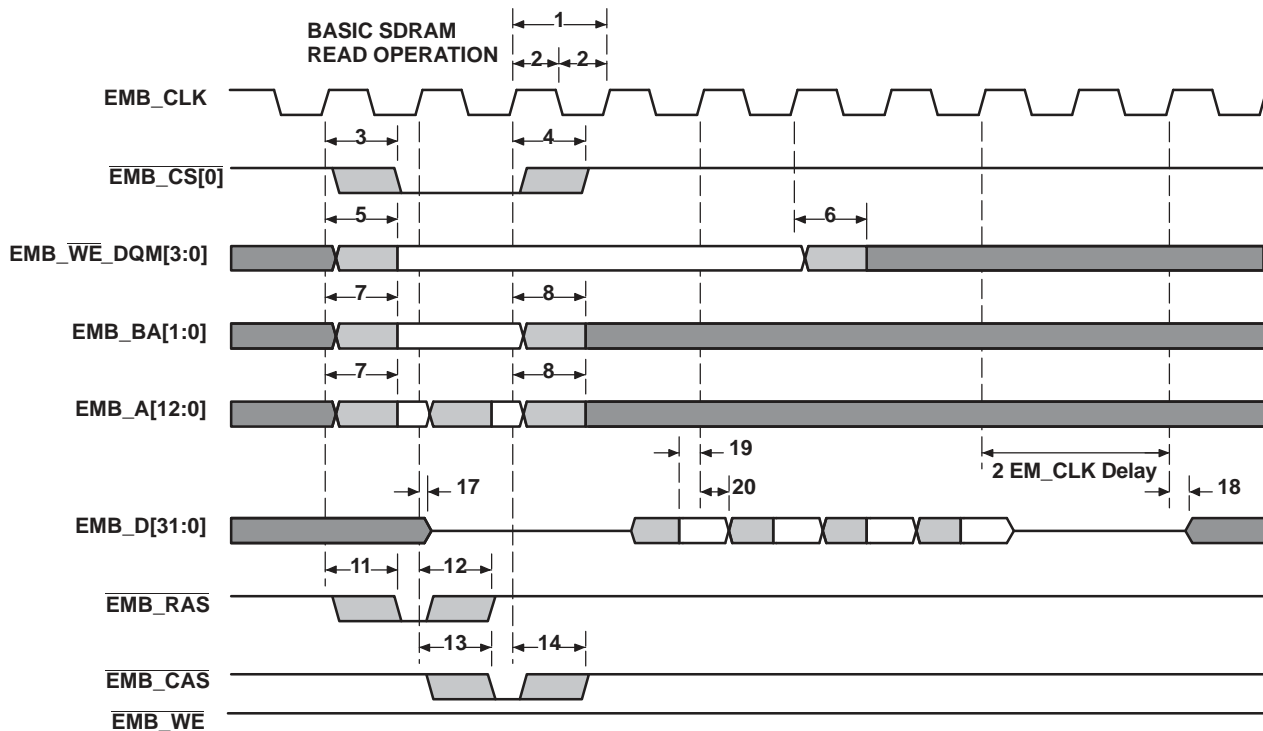 1
BASIC SDRAM
READ OPERATION
2 2
EMB_CLK
3 4
EMB_CS[0]
5 6
EMB_WE_DQM[3:0]
7 8
EMB_BA[1:0]
7 8
EMB_A[12:0]
19
2 EM_CLK Delay
17 20 18
EMB_D[31:0]
11 12
EMB_RAS
13 14
EMB_CAS
EMB_WE